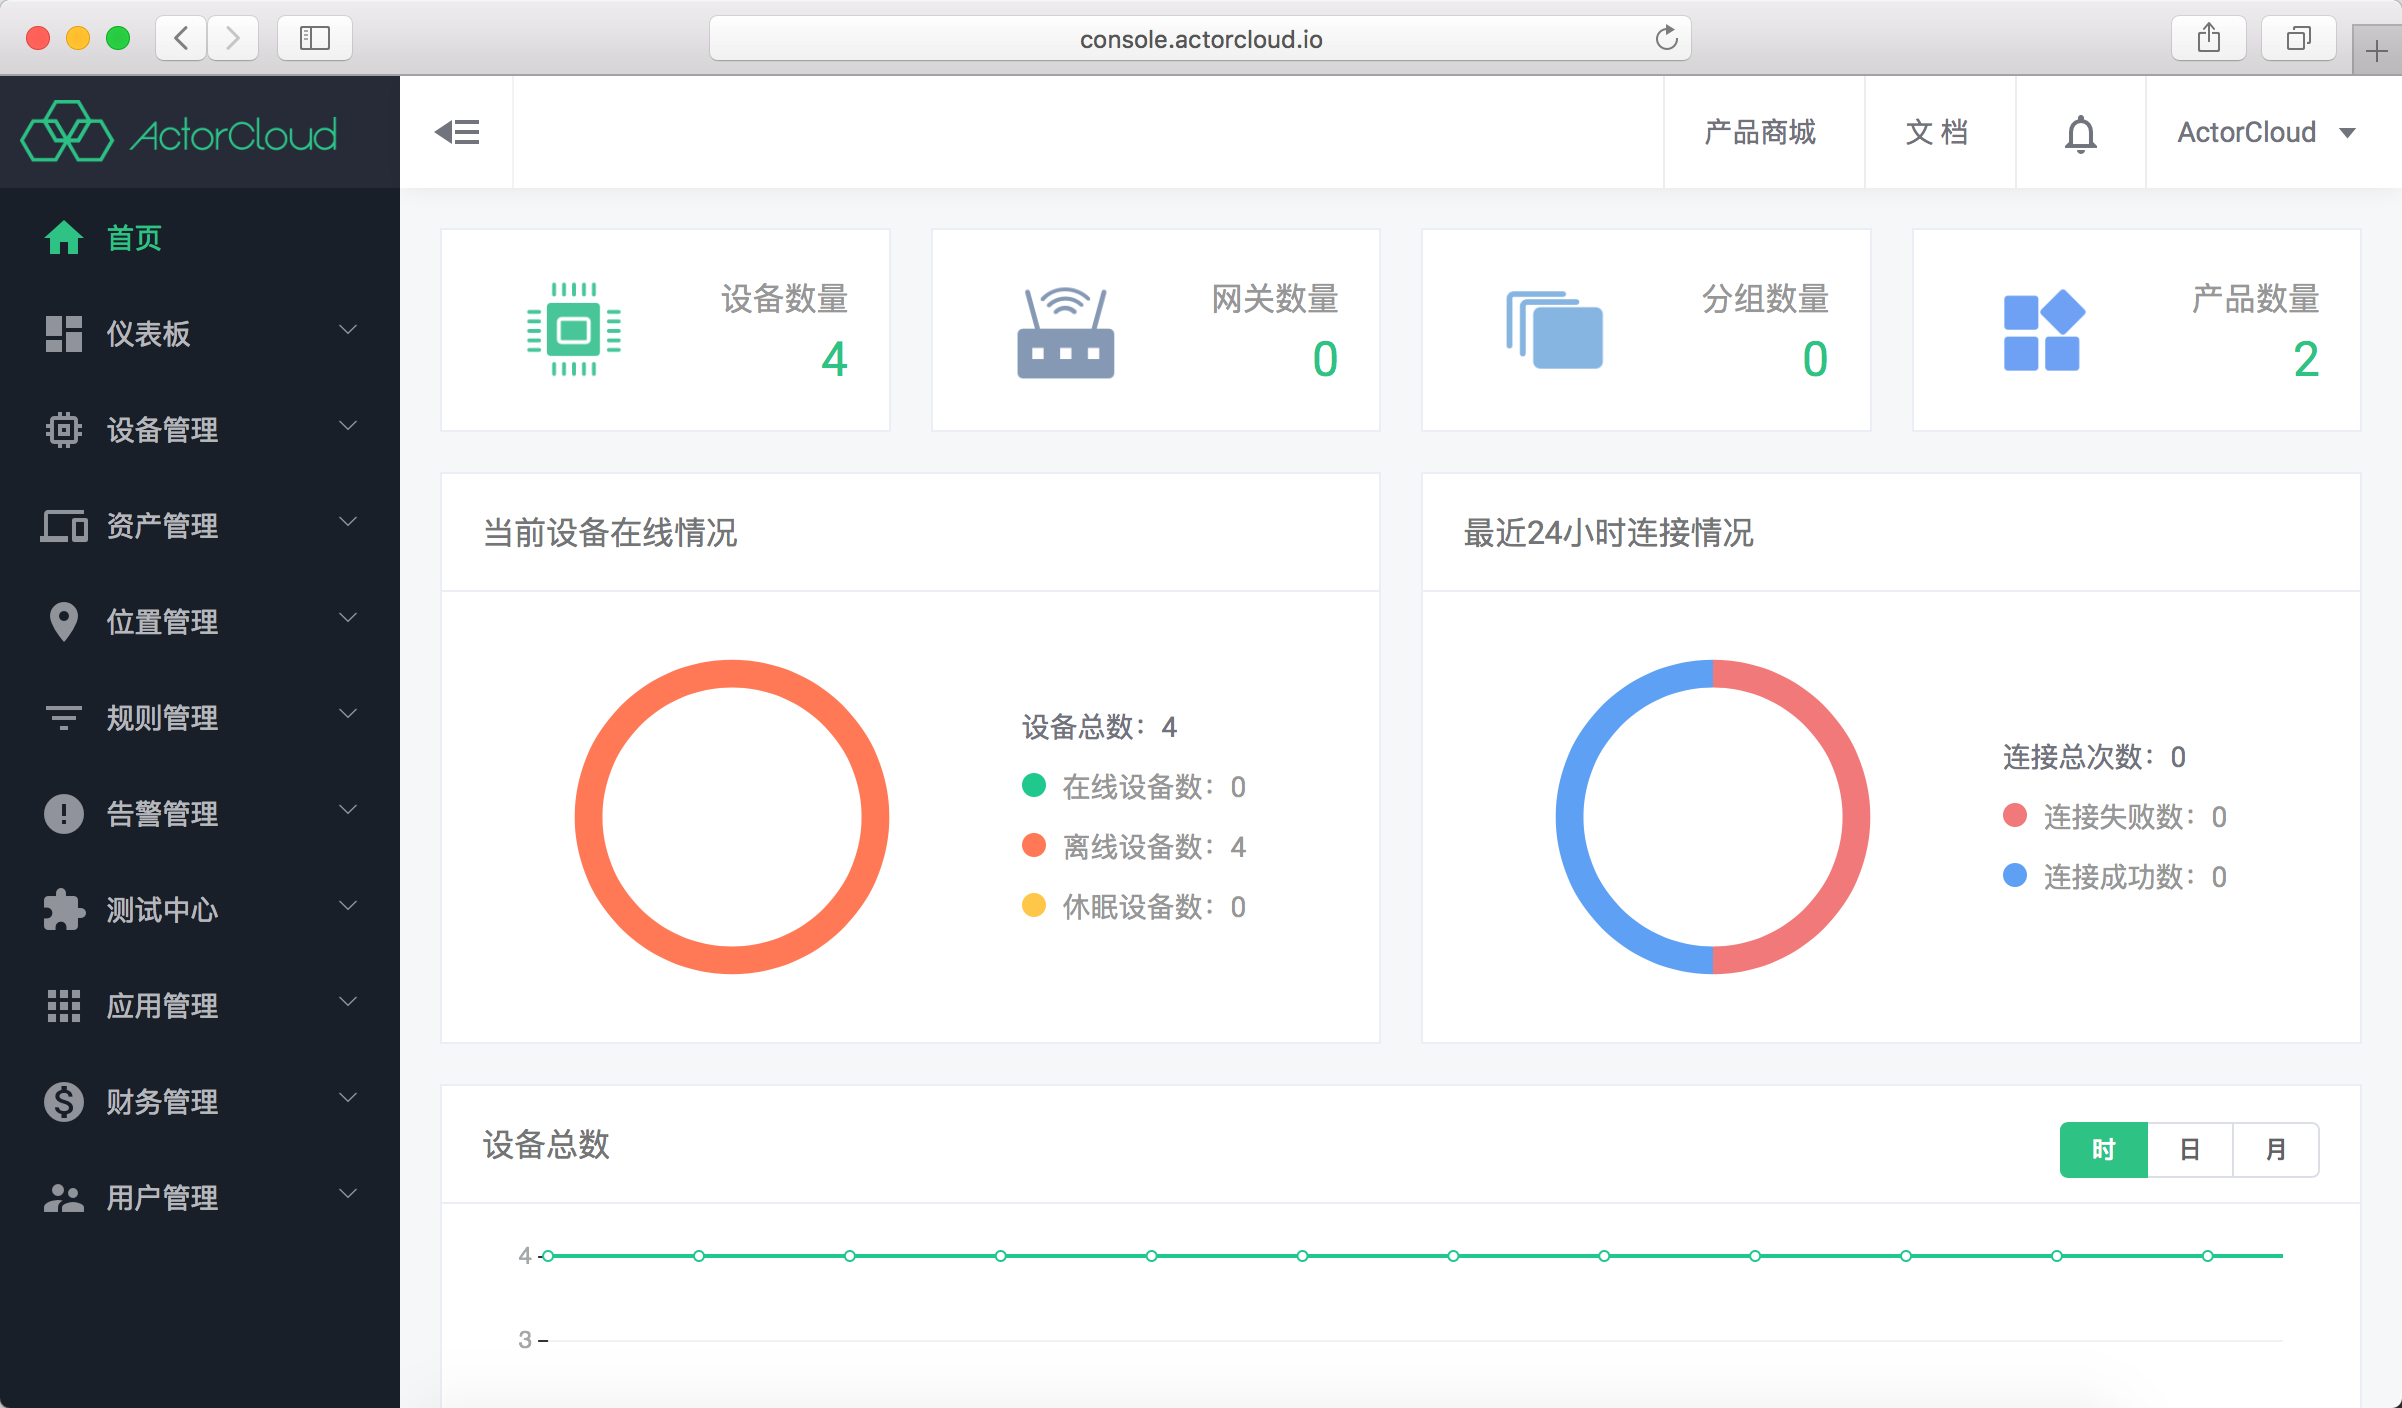 console.actorcloud.io
ActorCloud
产品商城
文 档
ActorCloud
首页
仪表板
设备管理
资产管理
位置管理
规则管理
告警管理
测试中心
应用管理
财务管理
用户管理
设备数量
4
网关数量
0
分组数量
0
产品数量
2
当前设备在线情况
设备总数：4
在线设备数：0
离线设备数：4
休眠设备数：0
最近24小时连接情况
连接总次数：0
连接失败数：0
连接成功数：0
设备总数
时
日
月
4
3